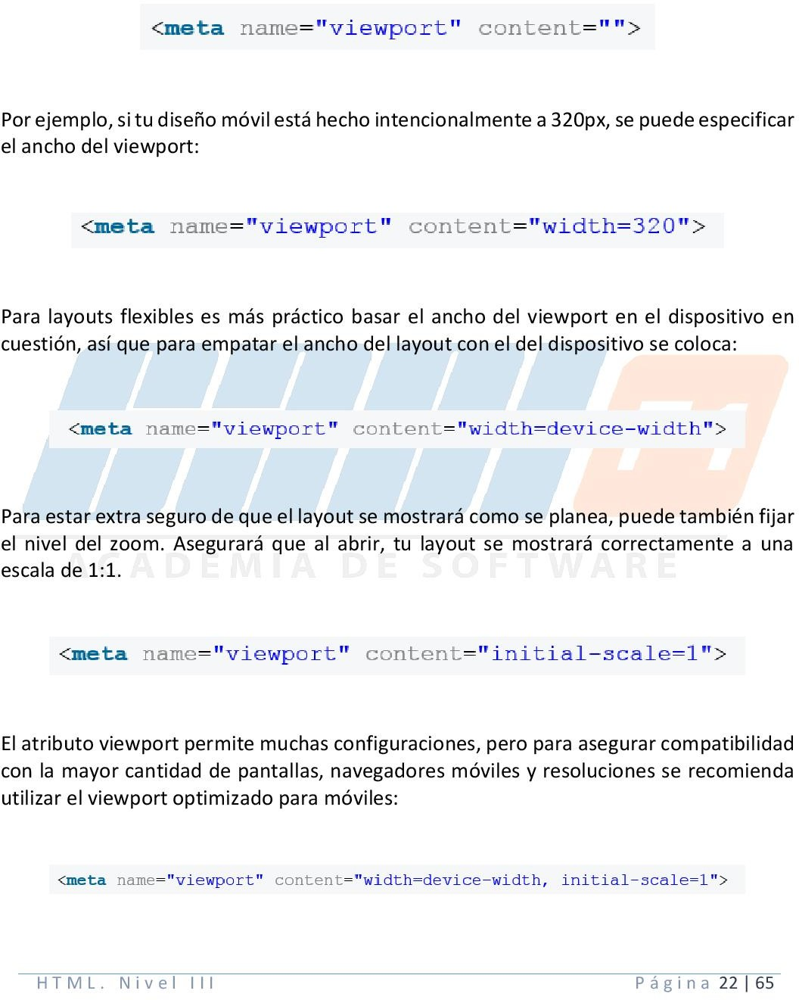 <meta name="viewport" content="">
Por ejemplo, si tu diseño móvil está hecho intencionalmente a 320px, se puede especificar
el ancho del viewport:
<meta name="viewport" content="width=320">
Para layouts flexibles es más práctico basar el ancho del viewport en el dispositivo en
cuestión, así que para empatar el ancho del layout con el del dispositivo se coloca:
<meta name="viewport" content="width=device-width">
Para estar extra seguro de que el layout se mostrará como se planea, puede también fijar
el nivel del zoom. Asegurará que al abrir, tu layout se mostrará correctamente a una
escala de 1:1.
ACADEMIA DE SOFTWARE
<meta name="viewport" content="initial-scale=1">
El atributo viewport permite muchas configuraciones, pero para asegurar compatibilidad
con la mayor cantidad de pantallas, navegadores móviles y resoluciones se recomienda
utilizar el viewport optimizado para móviles:
<meta name="viewport" content="width=device-width, initial-scale=1">
HTML. Nivel III Página 22 | 65